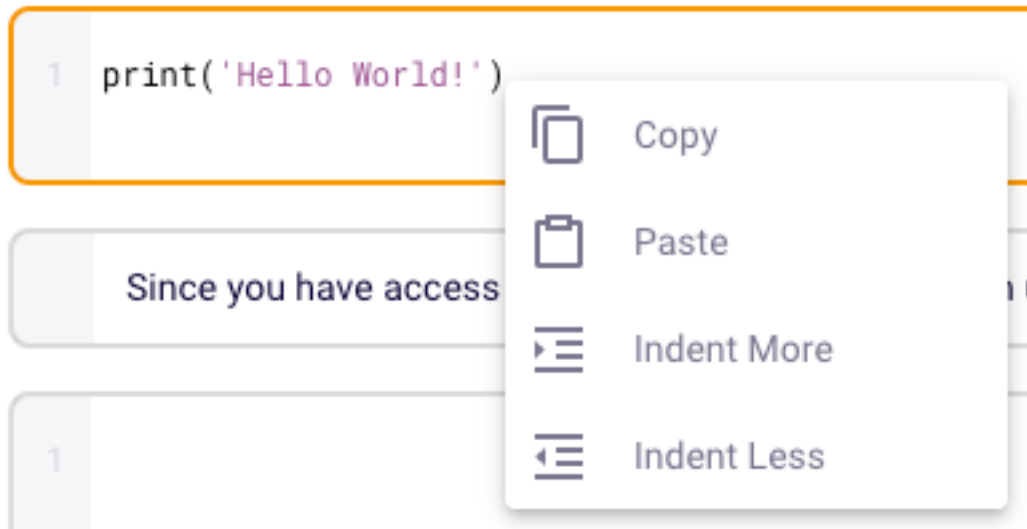 1 print('Hello World!')
Copy
Paste
Since you have access
Indent More
1
Indent Less